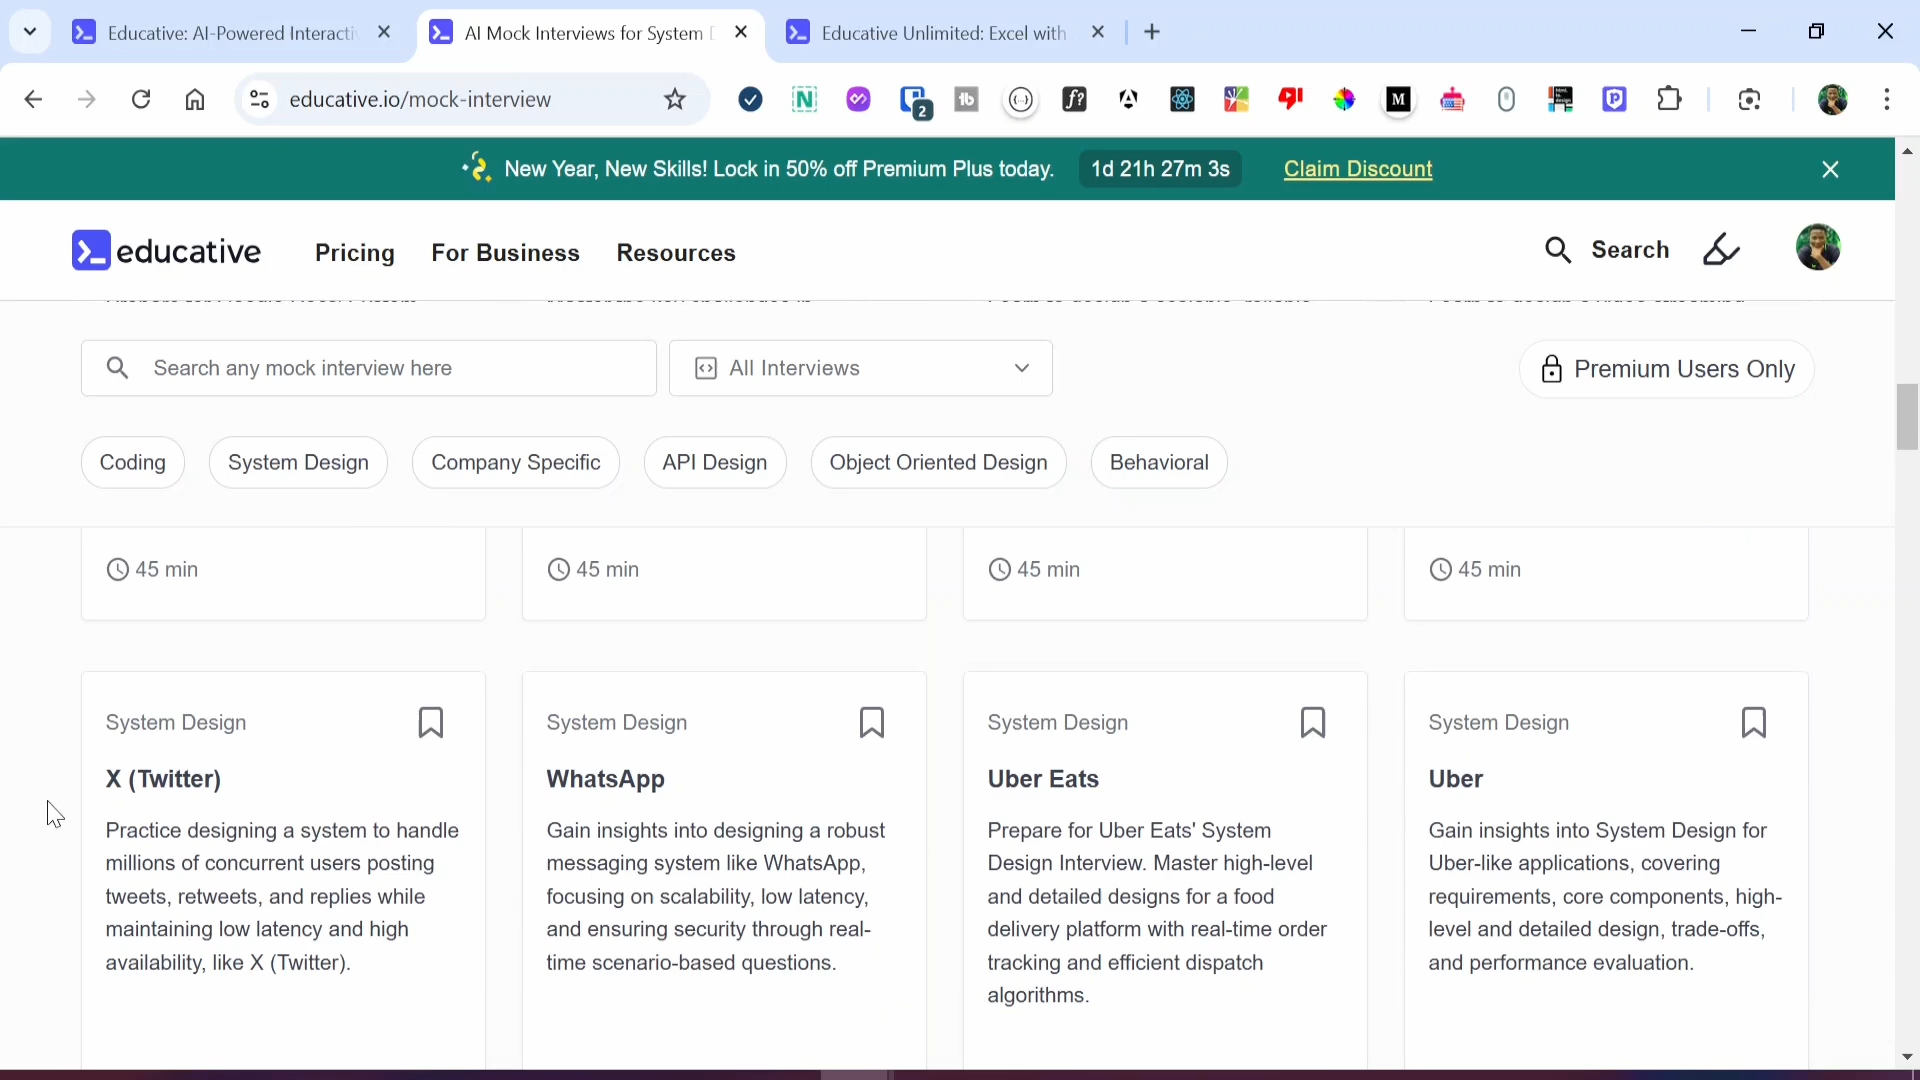 Educative: AI-Powered Interacti
AI Mock Interviews for System D
Educative Unlimited: Excel with
educative.io/mock-interview
2
New Year, New Skills! Lock in 50% off Premium Plus today.
1d 21h 27m 3s
Claim Discount
educative
Pricing
For Business
Resources
Search
Search any mock interview here
All Interviews
Premium Users Only
Coding
System Design
Company Specific
API Design
Object Oriented Design
Behavioral
45 min
45 min
45 min
45 min
System Design
X (Twitter)
Practice designing a system to handle
millions of concurrent users posting
tweets, retweets, and replies while
maintaining low latency and high
availability, like X (Twitter).
System Design
WhatsApp
Gain insights into designing a robust
messaging system like WhatsApp,
focusing on scalability, low latency,
and ensuring security through real-
time scenario-based questions.
System Design
Uber Eats
Prepare for Uber Eats' System
Design Interview. Master high-level
and detailed designs for a food
delivery platform with real-time order
tracking and efficient dispatch
algorithms.
System Design
Uber
Gain insights into System Design for
Uber-like applications, covering
requirements, core components, high-
level and detailed design, trade-offs,
and performance evaluation.